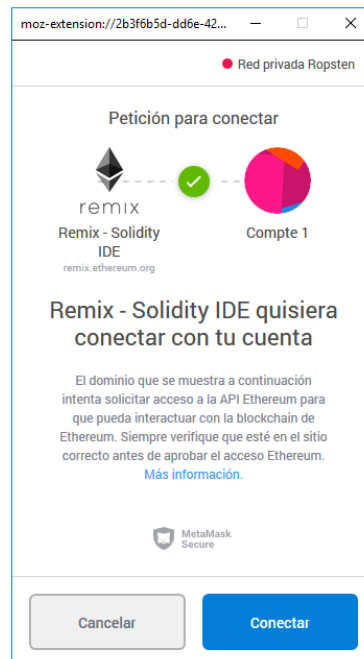 moz-extension://2b3f6b5d-dd6e-42...
Red privada Ropsten
Petición para conectar
remix
Remix - Solidity
IDE
remix.ethereum.org
Compte 1
Remix - Solidity IDE quisiera
conectar con tu cuenta
El dominio que se muestra a continuación
intenta solicitar acceso a la API Ethereum para
que pueda interactuar con la blockchain de
Ethereum. Siempre verifique que esté en el sitio
correcto antes de aprobar el acceso Ethereum.
Más información.
MetaMask
Secure
Cancelar
Conectar